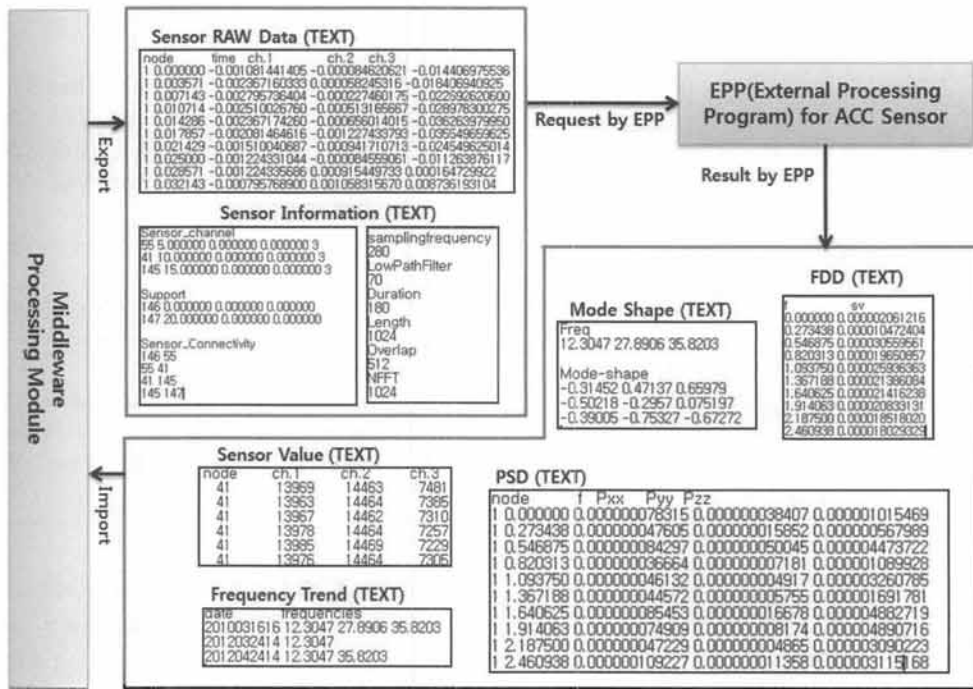 Middleware
Processing Module
Export
Sensor RAW Data (TEXT)
node time ch.1 ch.2 ch.3
1 0.000000 -0.001081441405 -0.000084620621 -0.014406975536
1 0.003571 -0.002367160333 0.000058245316 -0.018406940925
1 0.007143 -0.002795736404 -0.000227460175 -0.022692620600
1 0.010714 -0.002510026760 -0.000513165667 -0.028978300275
1 0.014286 -0.002367174260 -0.000656014015 -0.036263979950
1 0.017857 -0.002081464616 -0.001227433793 -0.035549659625
1 0.021429 -0.001510040687 -0.000941710713 -0.024549625014
1 0.025000 -0.001224331044 -0.000084559061 -0.011263876117
1 0.028571 -0.001224335686 0.000915449733 0.000164729922
1 0.032143 -0.000795768900 0.001058315670 0.008736193104
Sensor Information (TEXT)
Sensor_channel
55 5.000000 0.000000 0.000000 3
41 10.000000 0.000000 0.000000 3
145 15.000000 0.000000 0.000000 3
Support
146 0.000000 0.000000 0.000000
147 20.000000 0.000000 0.000000
Sensor_Connectivity
146 55
55 41
41 145
145 147
samplingfrequency
280
LowPathFilter
70
Duration
180
Length
1024
Overlap
512
NFFT
1024
Request by EPP
EPP(External Processing
Program) for ACC Sensor
Result by EPP
Mode Shape (TEXT)
Freq
12.3047 27.8906 35.8203
Mode-shape
-0.31452 0.47137 0.65979
-0.50218 -0.2957 0.075197
-0.39005 -0.75327 -0.67272
FDD (TEXT)
f sv
0.000000 0.000002061216
0.273438 0.000010472404
0.546875 0.000030559561
0.820313 0.000019650857
1.093750 0.000025936363
1.367188 0.000021386084
1.640625 0.000021416238
1.914063 0.000020833131
2.187500 0.000018518020
2.460938 0.000018029329
Import
Sensor Value (TEXT)
node ch.1 ch.2 ch.3
41 13969 14463 7481
41 13963 14464 7385
41 13967 14462 7310
41 13978 14464 7257
41 13985 14469 7229
41 13976 14464 7305
Frequency Trend (TEXT)
date frequencies
2010031616 12.3047 27.8906 35.8203
2012032414 12.3047
2012042414 12.3047 35.8203
PSD (TEXT)
node f Pxx Pyy Pzz
1 0.000000 0.000000078315 0.000000038407 0.000001015469
1 0.273438 0.000000047605 0.000000015852 0.000000567989
1 0.546875 0.000000084297 0.000000050045 0.000004473722
1 0.820313 0.000000036664 0.000000007181 0.000001089928
1 1.093750 0.000000046132 0.000000004917 0.000003260785
1 1.367188 0.000000044572 0.000000005755 0.000001691781
1 1.640625 0.000000085453 0.000000016678 0.000004882719
1 1.914063 0.000000074909 0.000000008174 0.000004890716
1 2.187500 0.000000047229 0.000000004865 0.000003090223
1 2.460938 0.000000109227 0.000000011358 0.000003115168